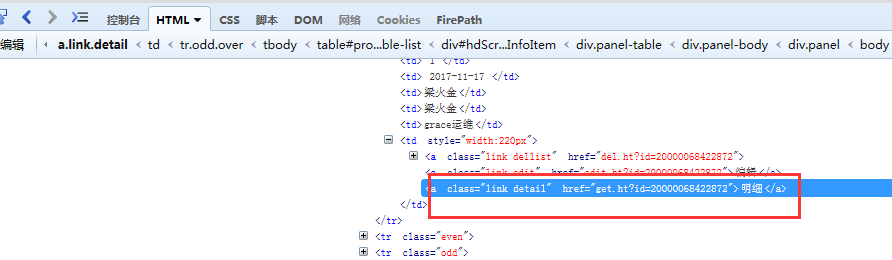 控制台 HTML CSS 脚本 DOM 网络 Cookies FirePath
编辑 a.link.detail < td < tr.odd.over < tbody < table#pro...ble-list < div#hdScr...InfoItem < div.panel-table < div.panel-body < div.panel < body
<td> 1 </td>
<td> 2017-11-17 </td>
<td>梁火金</td>
<td>梁火金</td>
<td>grace运维</td>
<td style="width:220px">
<a class="link dellist" href="del.ht?id=20000068422872">
<a class="link edit" href="edit.ht?id=20000068422872">编辑</a>
<a class="link detail" href="get.ht?id=20000068422872">明细</a>
</td>
</tr>
<tr class="even">
<tr class="odd">